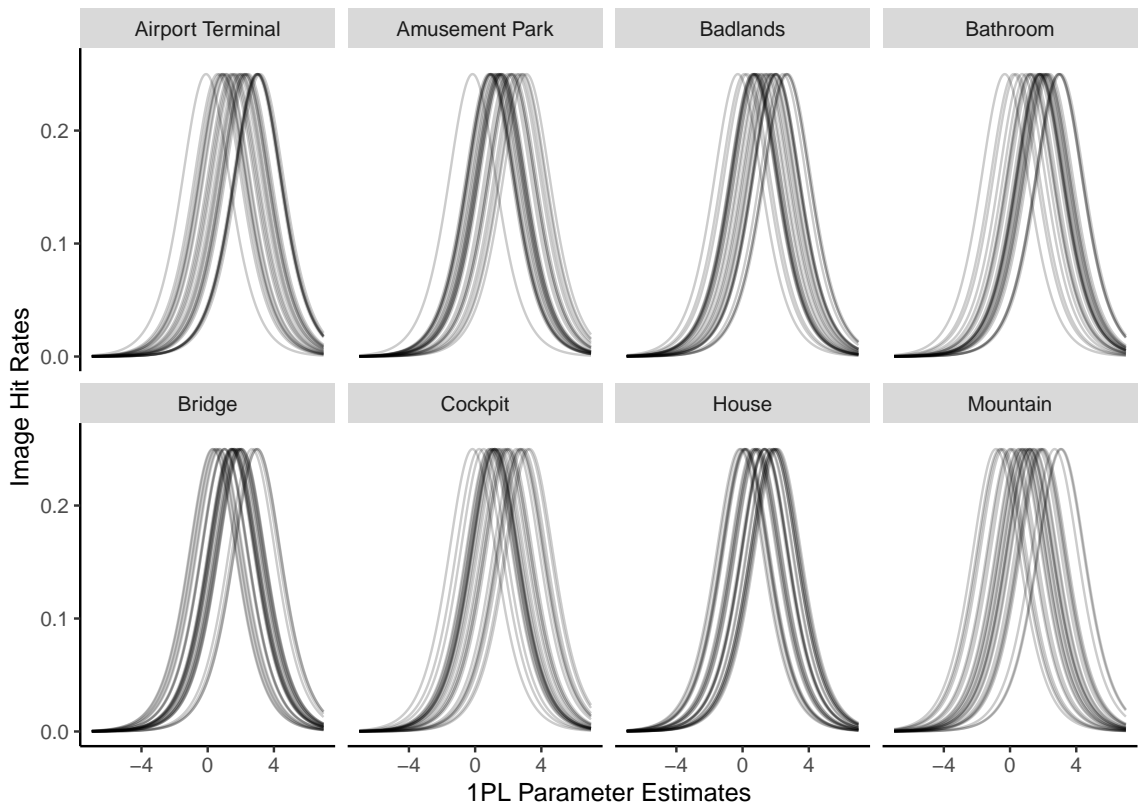 Airport Terminal Amusement Park Badlands Bathroom
0.2
0.1
0.0
Bridge Cockpit House Mountain
0.2
0.1
0.0
−4 0 4 −4 0 4 −4 0 4 −4 0 4
1PL Parameter Estimates
Image Hit Rates